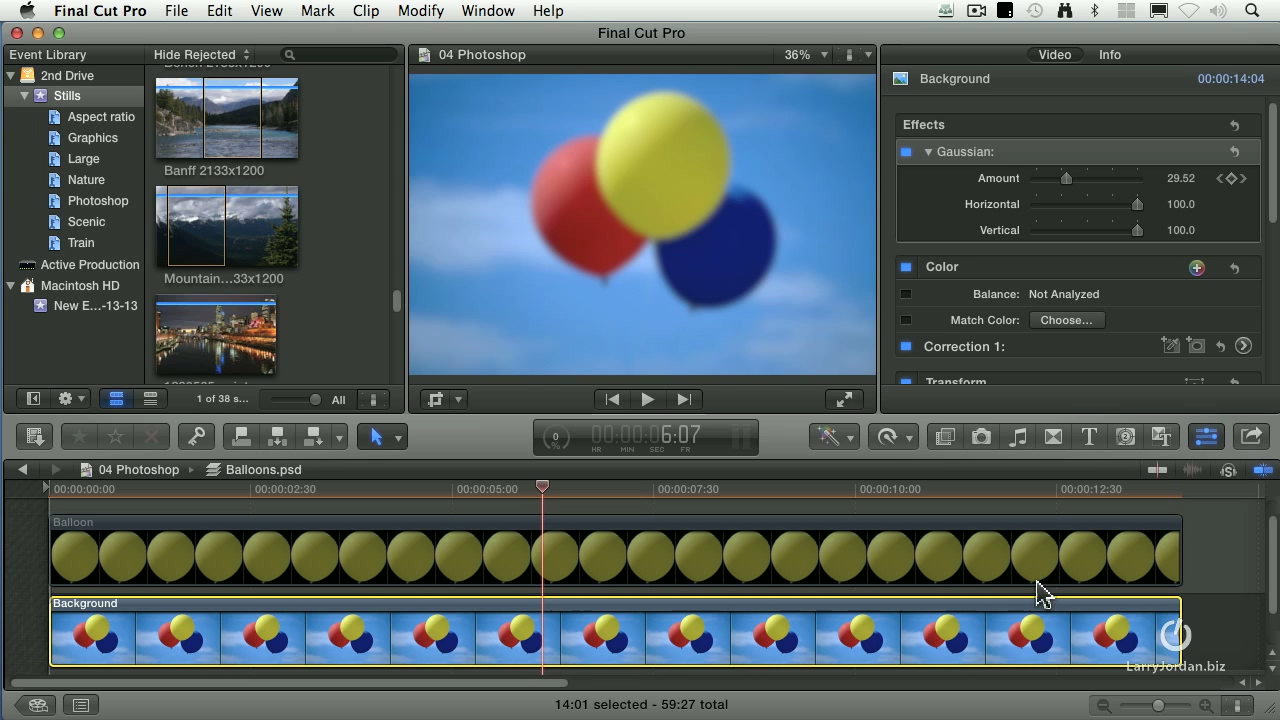 Final Cut Pro File Edit View Mark Clip Modify Window Help
Final Cut Pro
Event Library
Hide Rejected
2nd Drive
Stills
Aspect ratio
Graphics
Large
Nature
Photoshop
Scenic
Train
Active Production
Macintosh HD
New E...-13-13
Banff 2133x1200
Mountain...33x1200
1 of 38 s...
All
04 Photoshop
36%
Video
Info
Background
00:00:14:04
Effects
Gaussian:
Amount 29.52
Horizontal 100.0
Vertical 100.0
Color
Balance: Not Analyzed
Match Color: Choose...
Correction 1:
Transform
0
%
00:00:06:07
HR MIN SEC FR
04 Photoshop
Balloons.psd
00:00:00:00 00:00:02:30 00:00:05:00 00:00:07:30 00:00:10:00 00:00:12:30
Balloon
Background
LarryJordan.biz
14:01 selected - 59:27 total